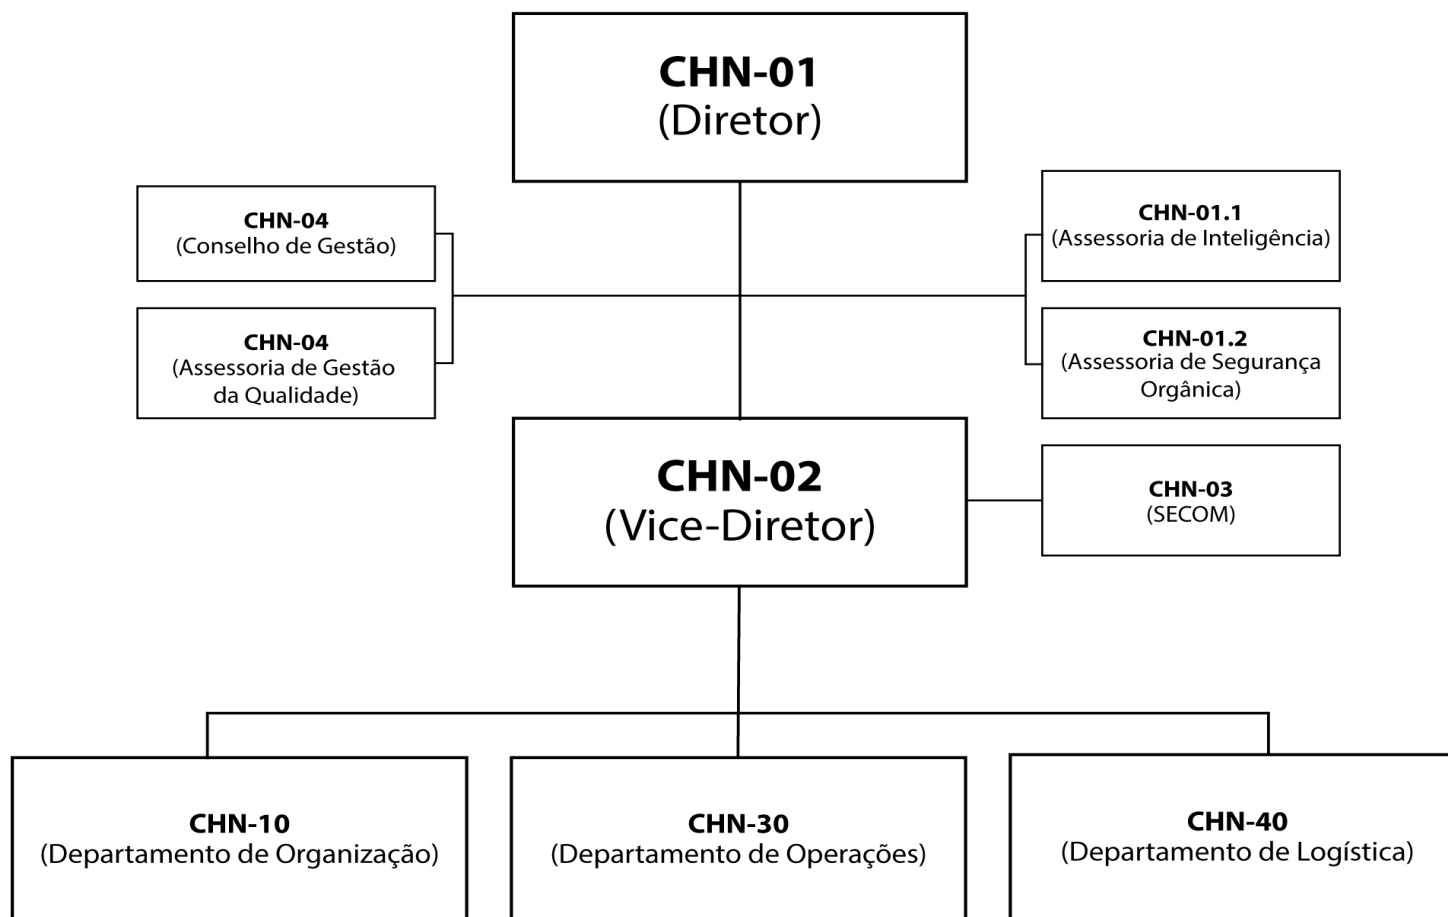 CHN-01
(Diretor)
CHN-04
(Conselho de Gestão)
CHN-01.1
(Assessoria de Inteligência)
CHN-04
(Assessoria de Gestão
da Qualidade)
CHN-01.2
(Assessoria de Segurança
Orgânica)
CHN-02
(Vice-Diretor)
CHN-03
(SECOM)
CHN-10
(Departamento de Organização)
CHN-30
(Departamento de Operações)
CHN-40
(Departamento de Logística)